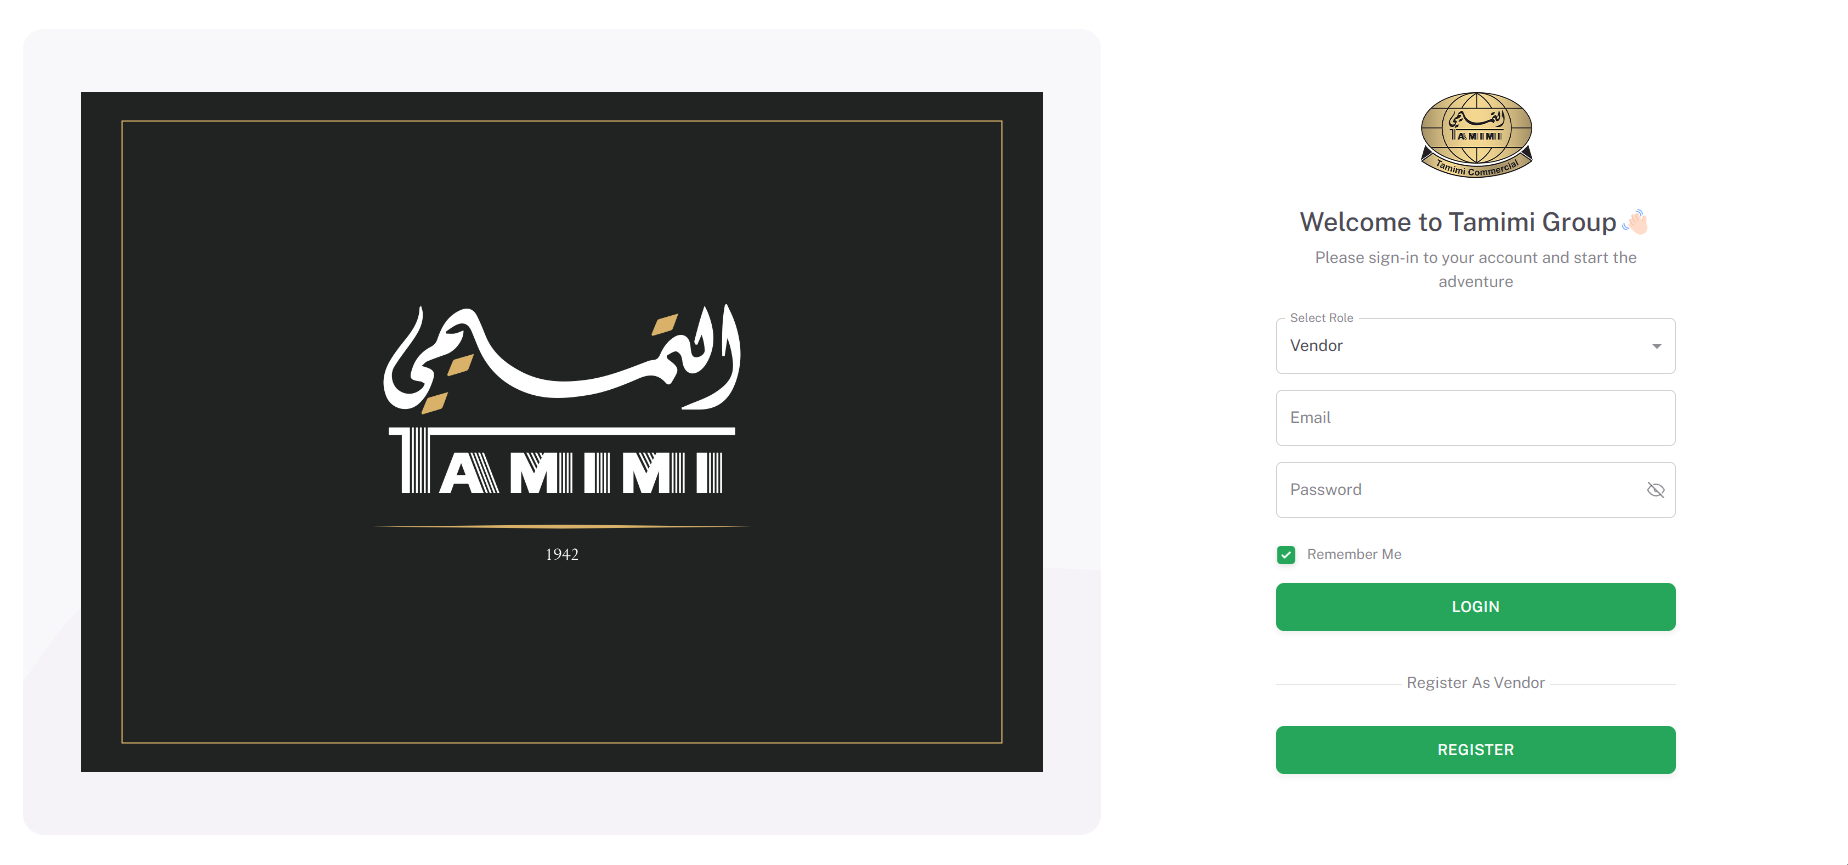 التميمي
TAMIMI
1942
التميمي
TAMIMI
Tamimi Commercial
Welcome to Tamimi Group 👋🏻
Please sign-in to your account and start the
adventure
Select Role
Vendor
Email
Password
Remember Me
LOGIN
Register As Vendor
REGISTER